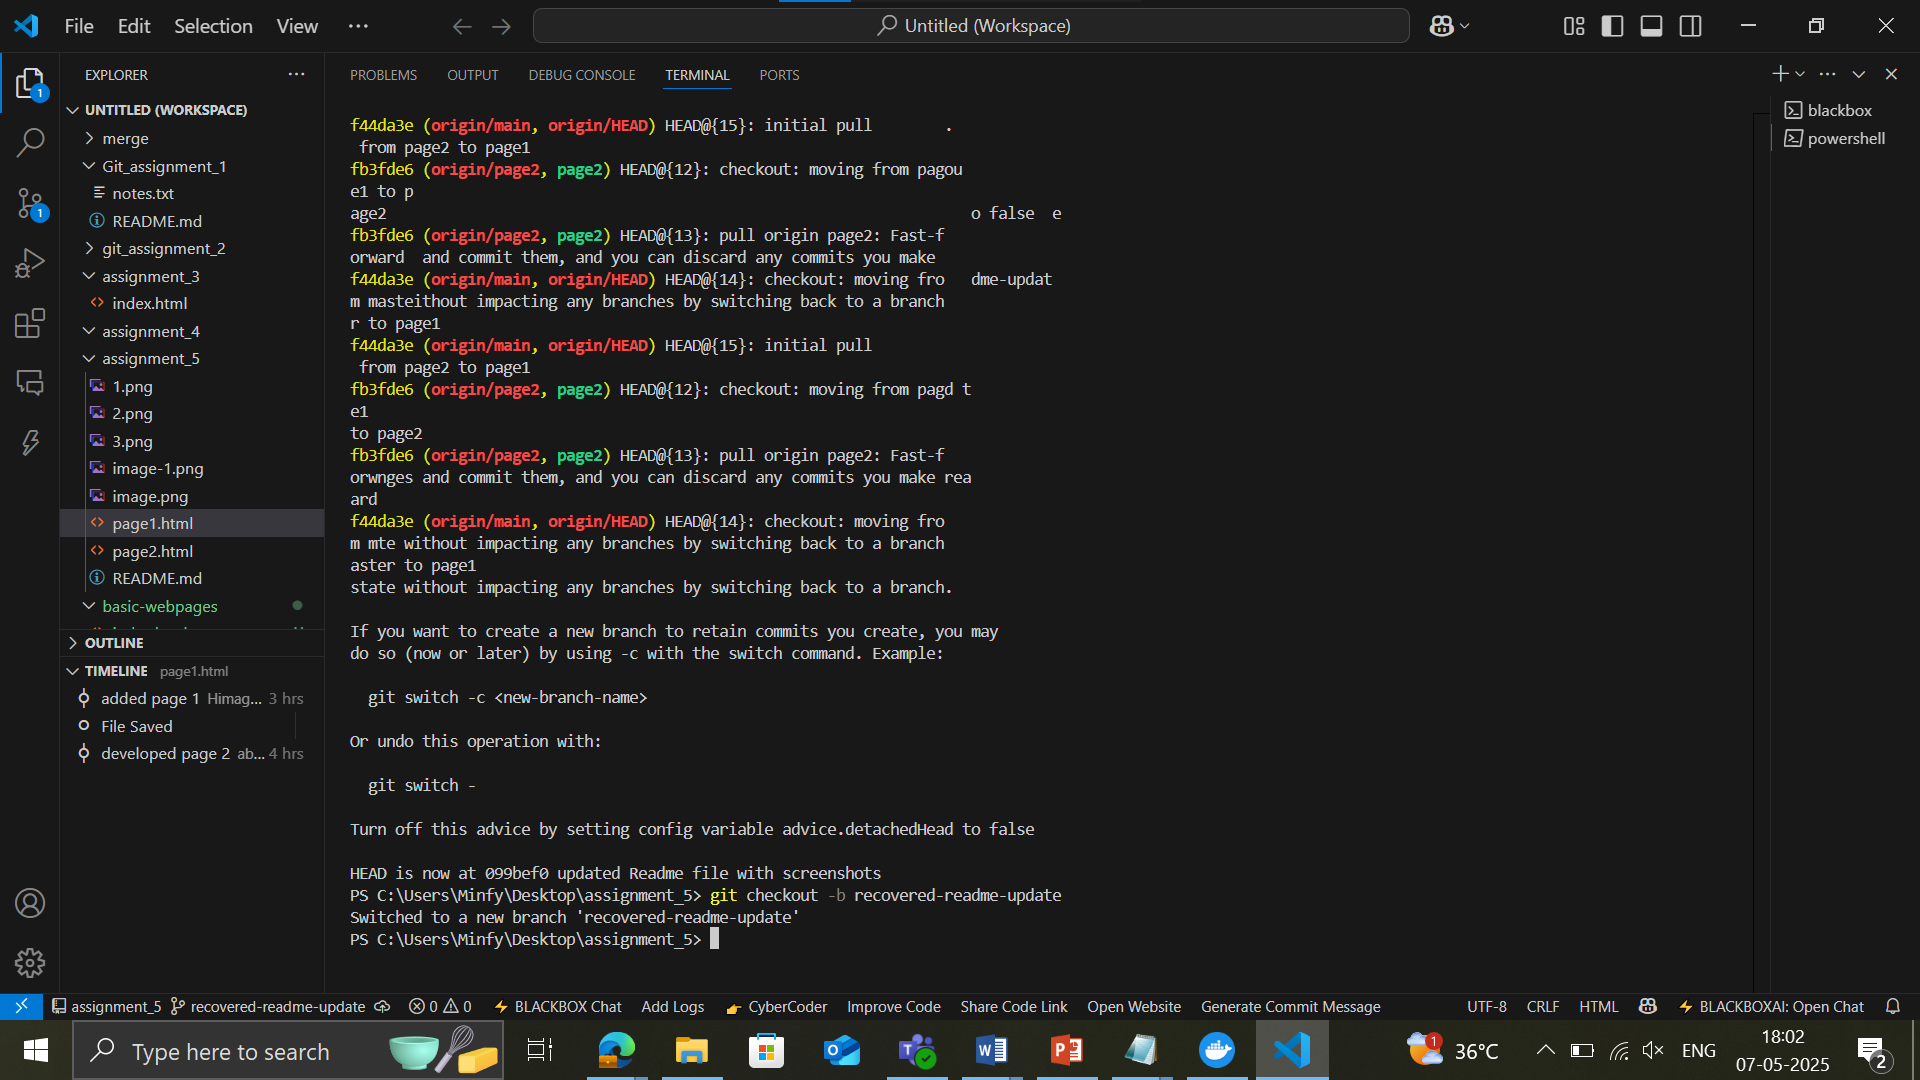 File Edit Selection View ···
Untitled (Workspace)
EXPLORER
UNTITLED (WORKSPACE)
merge
Git_assignment_1
notes.txt
README.md
git_assignment_2
assignment_3
index.html
assignment_4
assignment_5
1.png
2.png
3.png
image-1.png
image.png
page1.html
page2.html
README.md
basic-webpages
OUTLINE
TIMELINE page1.html
added page 1 Himag... 3 hrs
File Saved
developed page 2 ab... 4 hrs
1
1
PROBLEMS OUTPUT DEBUG CONSOLE TERMINAL PORTS
blackbox
powershell
f44da3e (origin/main, origin/HEAD) HEAD@{15}: initial pull .
from page2 to page1
fb3fde6 (origin/page2, page2) HEAD@{12}: checkout: moving from pagou
e1 to p
age2 o false e
fb3fde6 (origin/page2, page2) HEAD@{13}: pull origin page2: Fast-f
orward and commit them, and you can discard any commits you make
f44da3e (origin/main, origin/HEAD) HEAD@{14}: checkout: moving fro dme-updat
m masteithout impacting any branches by switching back to a branch
r to page1
f44da3e (origin/main, origin/HEAD) HEAD@{15}: initial pull
from page2 to page1
fb3fde6 (origin/page2, page2) HEAD@{12}: checkout: moving from pagd t
e1
to page2
fb3fde6 (origin/page2, page2) HEAD@{13}: pull origin page2: Fast-f
orwnges and commit them, and you can discard any commits you make rea
ard
f44da3e (origin/main, origin/HEAD) HEAD@{14}: checkout: moving fro
m mte without impacting any branches by switching back to a branch
aster to page1
state without impacting any branches by switching back to a branch.
If you want to create a new branch to retain commits you create, you may
do so (now or later) by using -c with the switch command. Example:
git switch -c <new-branch-name>
Or undo this operation with:
git switch -
Turn off this advice by setting config variable advice.detachedHead to false
HEAD is now at 099bef0 updated Readme file with screenshots
PS C:\Users\Minfy\Desktop\assignment_5> git checkout -b recovered-readme-update
Switched to a new branch 'recovered-readme-update'
PS C:\Users\Minfy\Desktop\assignment_5>
assignment_5 recovered-readme-update 0 0 BLACKBOX Chat Add Logs CyberCoder Improve Code Share Code Link Open Website Generate Commit Message UTF-8 CRLF HTML BLACKBOXAI: Open Chat
Type here to search
1 36°C ENG 18:02
07-05-2025
2